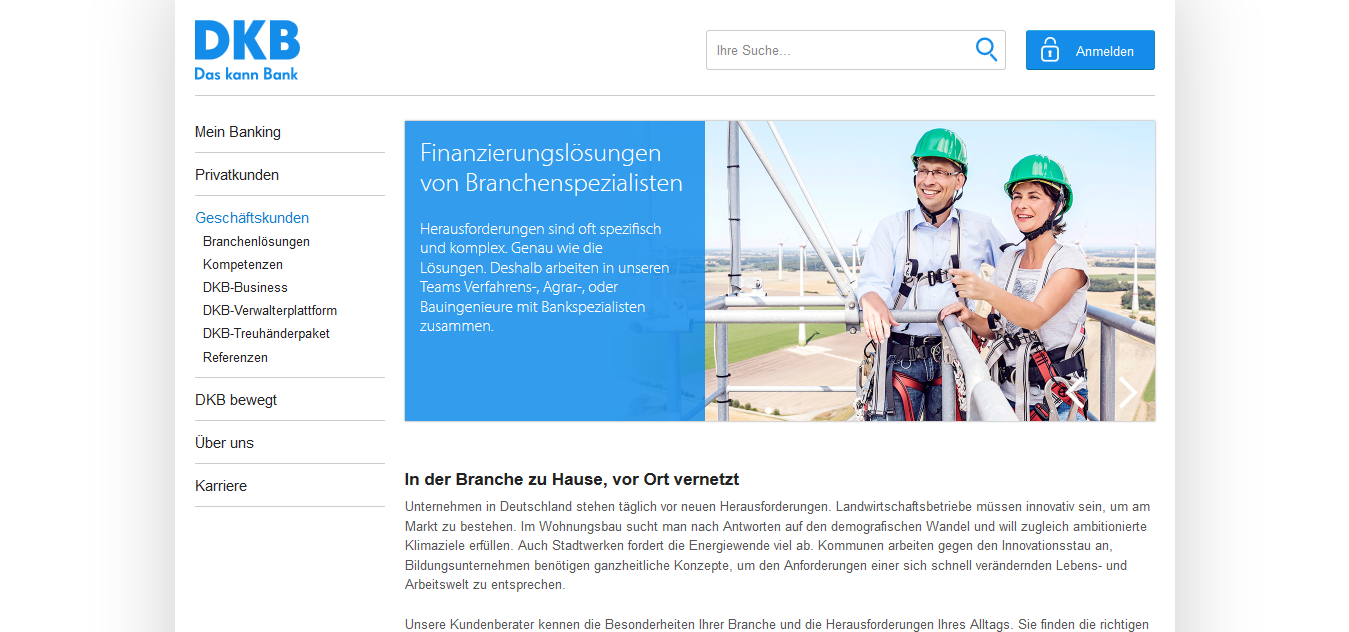 DKB
Das kann Bank
Ihre Suche...
Anmelden
Mein Banking
Privatkunden
Geschäftskunden
Branchenlösungen
Kompetenzen
DKB-Business
DKB-Verwalterplattform
DKB-Treuhänderpaket
Referenzen
DKB bewegt
Über uns
Karriere
Finanzierungslösungen
von Branchenspezialisten
Herausforderungen sind oft spezifisch
und komplex. Genau wie die
Lösungen. Deshalb arbeiten in unseren
Teams Verfahrens-, Agrar-, oder
Bauingenieure mit Bankspezialisten
zusammen.
In der Branche zu Hause, vor Ort vernetzt
Unternehmen in Deutschland stehen täglich vor neuen Herausforderungen. Landwirtschaftsbetriebe müssen innovativ sein, um am
Markt zu bestehen. Im Wohnungsbau sucht man nach Antworten auf den demografischen Wandel und will zugleich ambitionierte
Klimaziele erfüllen. Auch Stadtwerken fordert die Energiewende viel ab. Kommunen arbeiten gegen den Innovationsstau an,
Bildungsunternehmen benötigen ganzheitliche Konzepte, um den Anforderungen einer sich schnell verändernden Lebens- und
Arbeitswelt zu entsprechen.
Unsere Kundenberater kennen die Besonderheiten Ihrer Branche und die Herausforderungen Ihres Alltags. Sie finden die richtigen